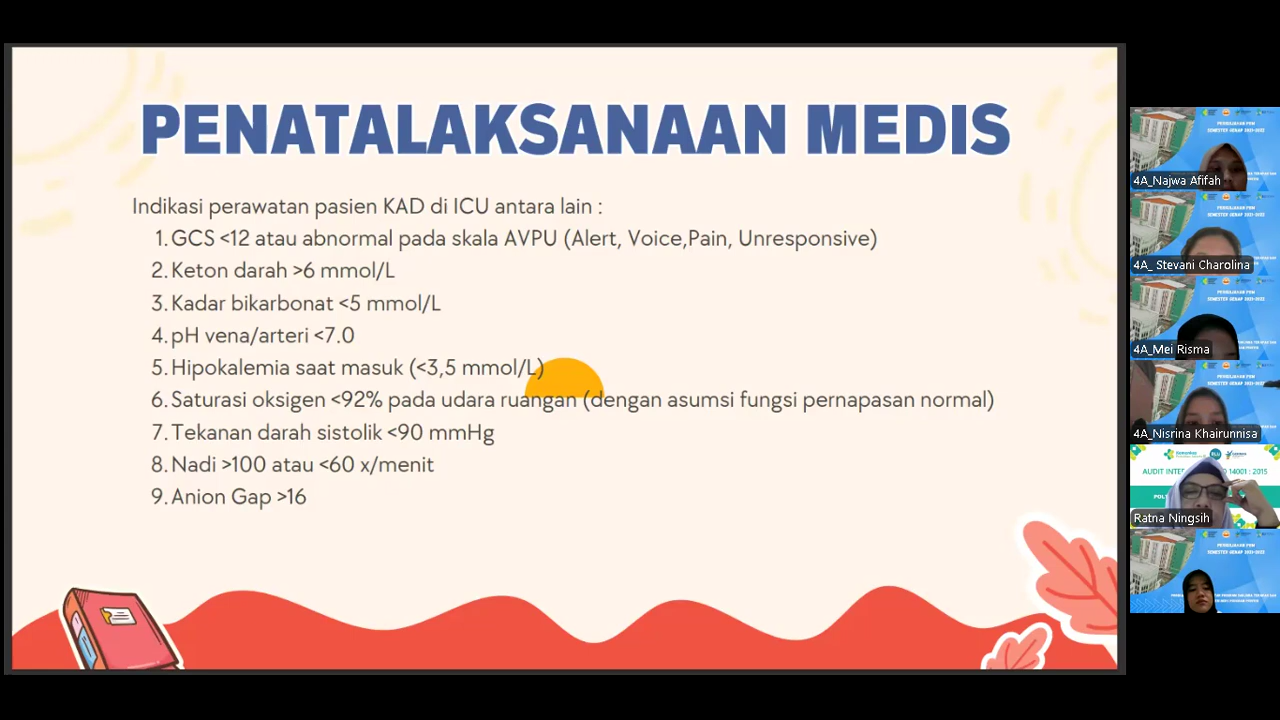 PENATALAKSANAAN MEDIS
Indikasi perawatan pasien KAD di ICU antara lain :
1. GCS <12 atau abnormal pada skala AVPU (Alert, Voice,Pain, Unresponsive)
2. Keton darah >6 mmol/L
3. Kadar bikarbonat <5 mmol/L
4. pH vena/arteri <7.0
5. Hipokalemia saat masuk (<3,5 mmol/L)
6. Saturasi oksigen <92% pada udara ruangan (dengan asumsi fungsi pernapasan normal)
7. Tekanan darah sistolik <90 mmHg
8. Nadi >100 atau <60 x/menit
9. Anion Gap >16
4A_Najwa Afifah
4A_ Stevani Charolina
4A_Mei Risma
4A_Nisrina Khairunnisa
AUDIT INTE 14001 : 2015
Ratna Ningsih